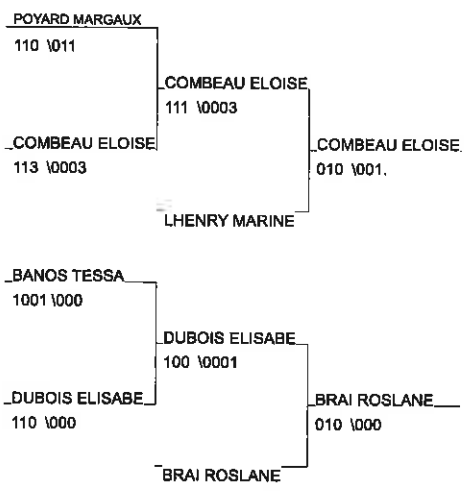 POYARD MARGAUX
110 \011
COMBEAU ELOISE
111 \0003
COMBEAU ELOISE
113 \0003
COMBEAU ELOISE
010 \001.
LHENRY MARINE
BANOS TESSA
1001 \000
DUBOIS ELISABE
100 \0001
DUBOIS ELISABE
110 \000
BRAI ROSLANE
010 \000
BRAI ROSLANE